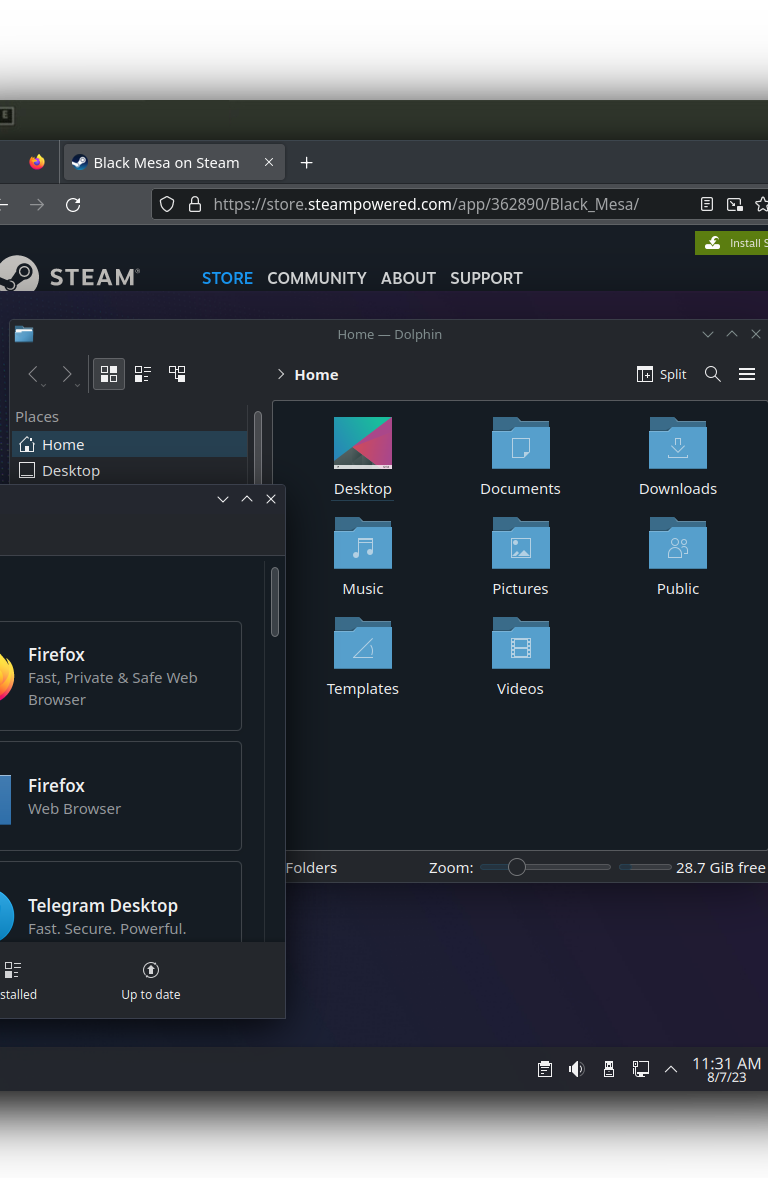 E
Black Mesa on Steam
https://store.steampowered.com/app/362890/Black_Mesa/
Install S
STEAM®
STORE COMMUNITY ABOUT SUPPORT
Home — Dolphin
Home
Split
Places
Home
Desktop
Desktop
Documents
Downloads
Music
Pictures
Public
Templates
Videos
Firefox
Fast, Private & Safe Web
Browser
Firefox
Web Browser
Telegram Desktop
Fast. Secure. Powerful.
stalled
Up to date
Folders
Zoom:
28.7 GiB free
11:31 AM
8/7/23